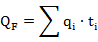 Q_F = ∑ q_i · t_i